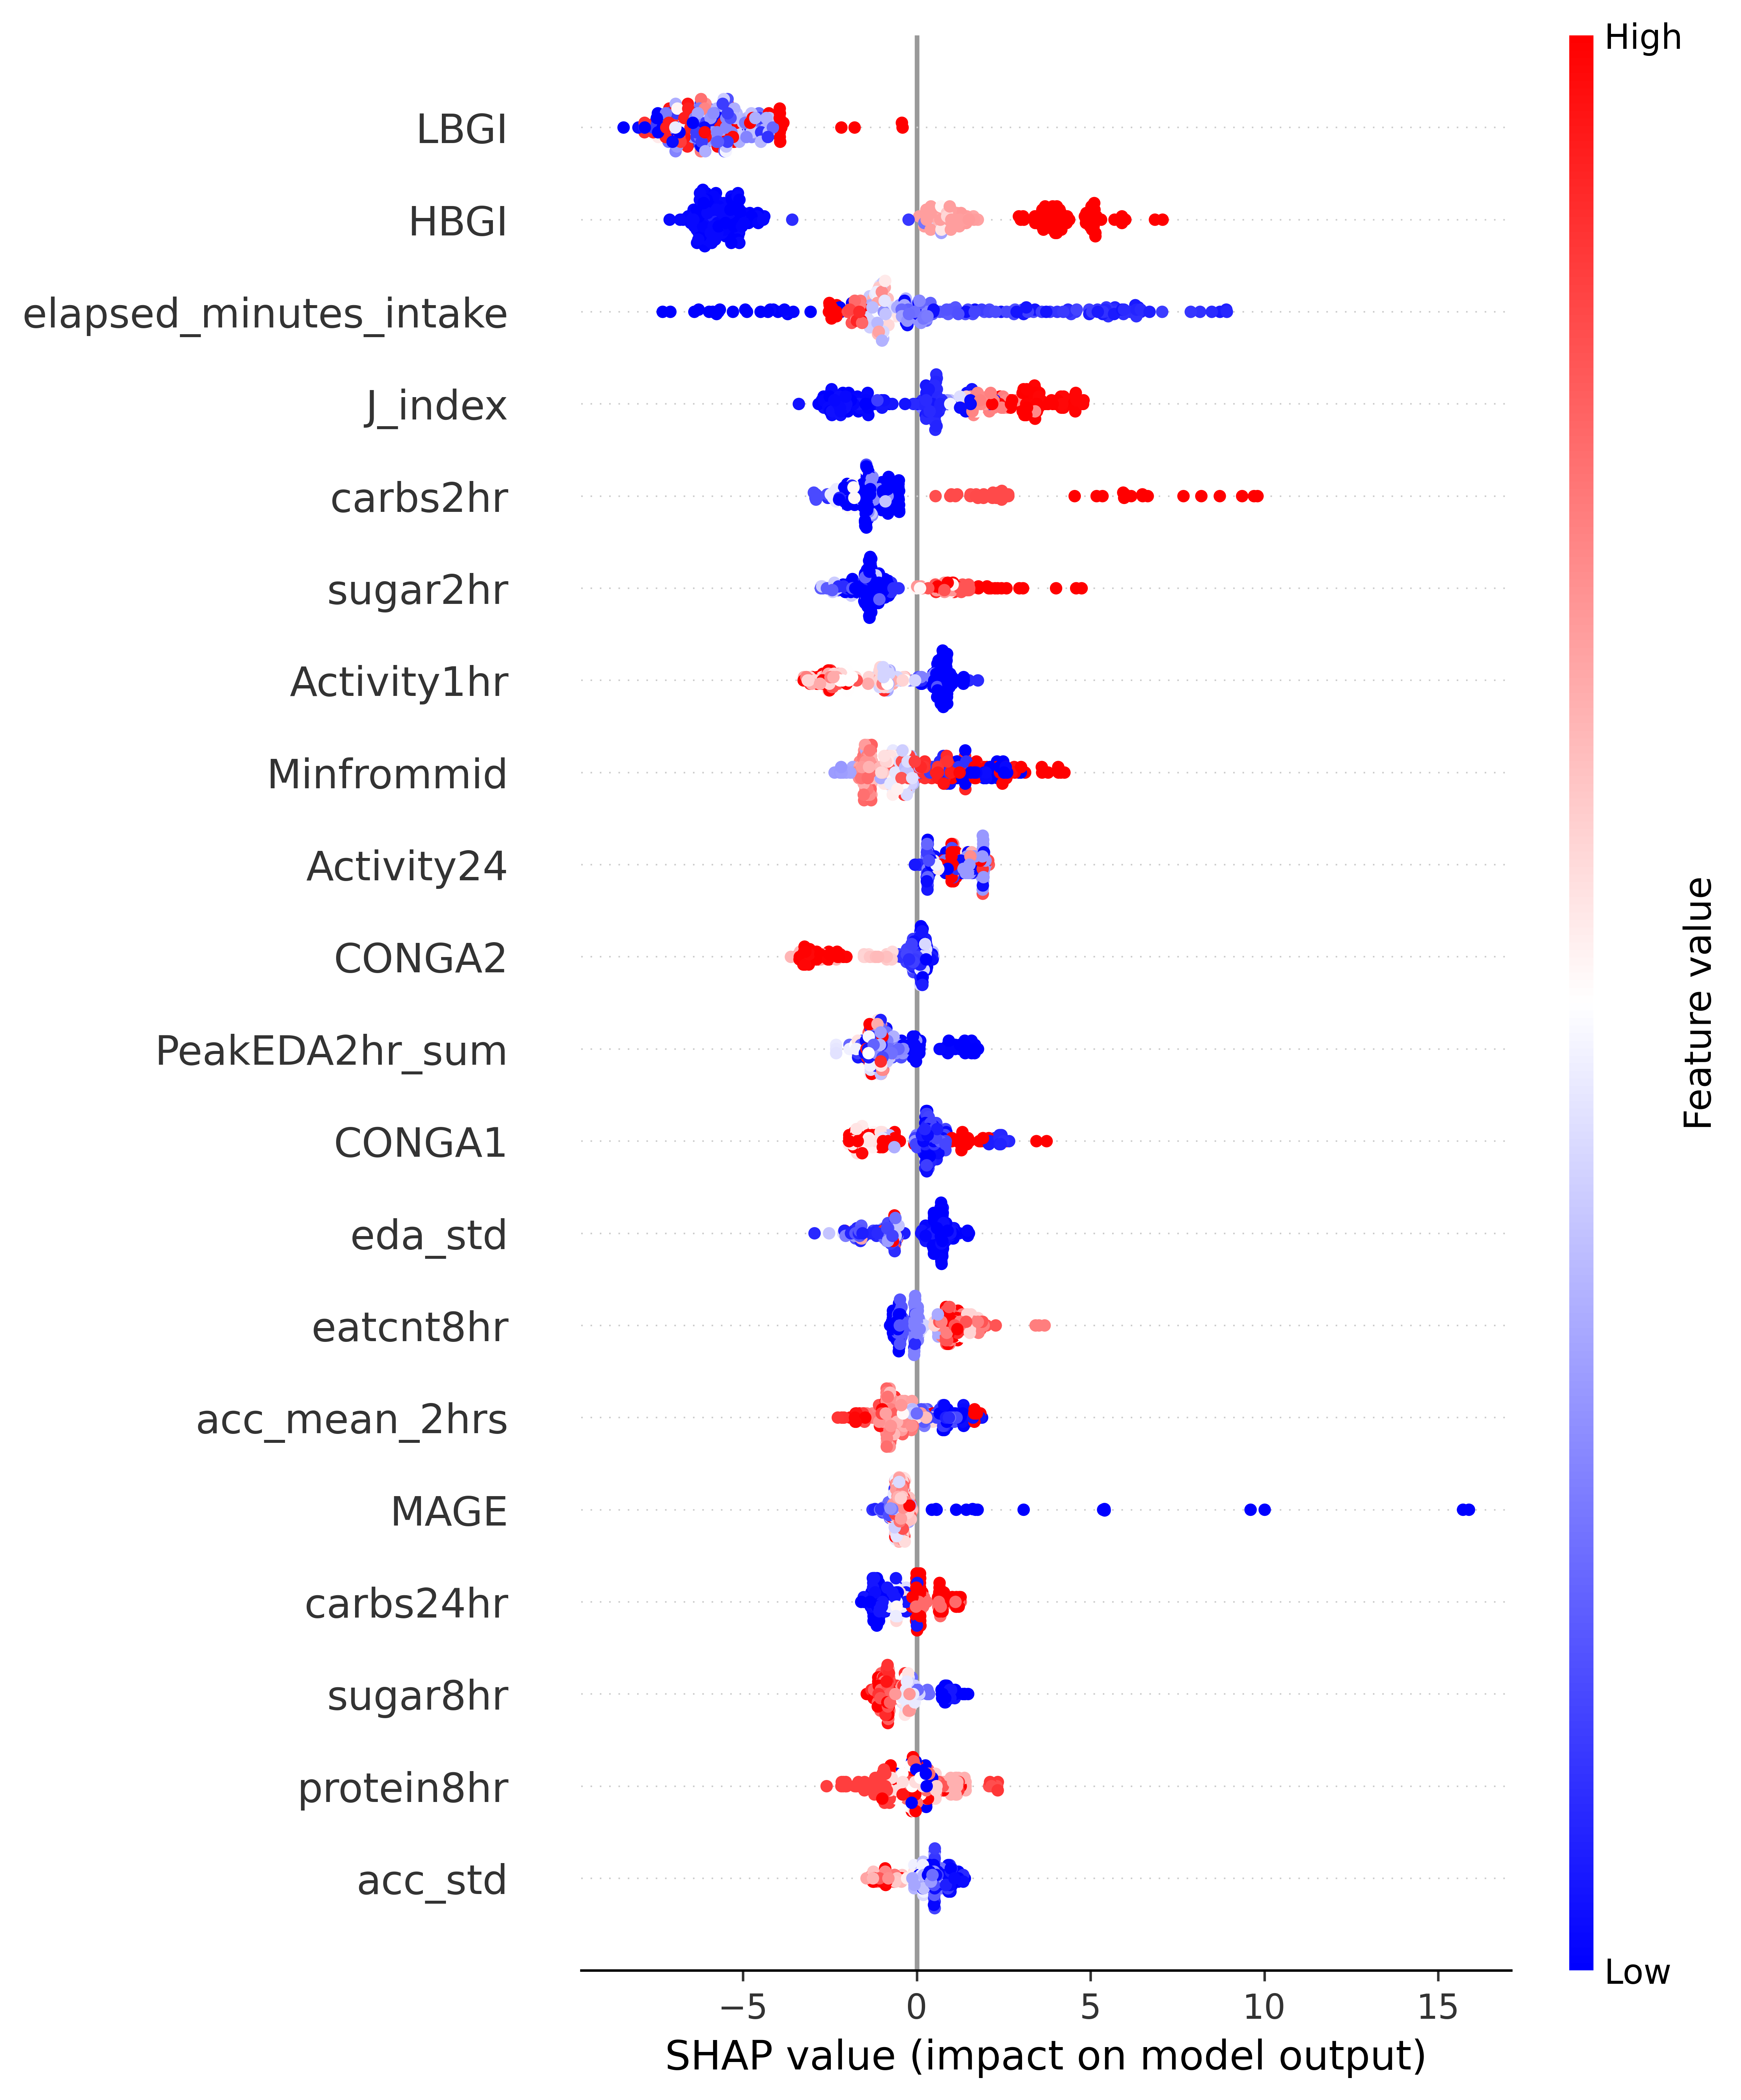 High
LBGI
HBGI
elapsed_minutes_intake
J_index
carbs2hr
sugar2hr
Activity1hr
Minfrommid
Activity24
CONGA2
PeakEDA2hr_sum
CONGA1
eda_std
eatcnt8hr
acc_mean_2hrs
MAGE
carbs24hr
sugar8hr
protein8hr
acc_std
Feature value
Low
−5 0 5 10 15
SHAP value (impact on model output)